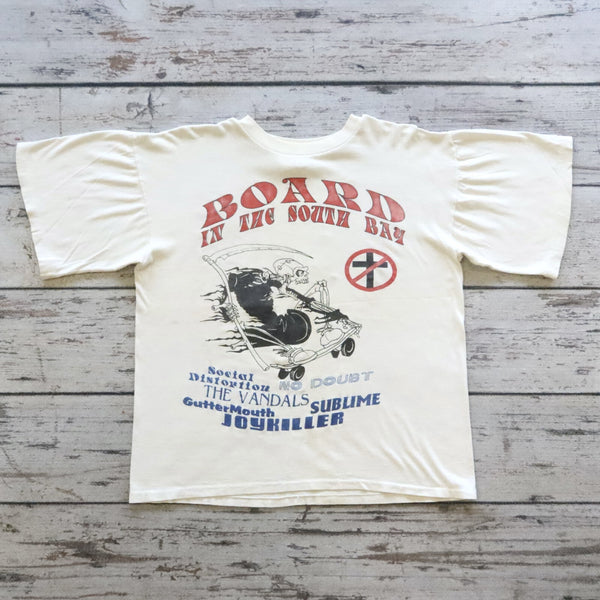 BOARD
IN THE SOUTH BAY
Social
Distortion
NO DOUBT
THE VANDALS
GutterMouth
SUBLIME
JOYKILLER